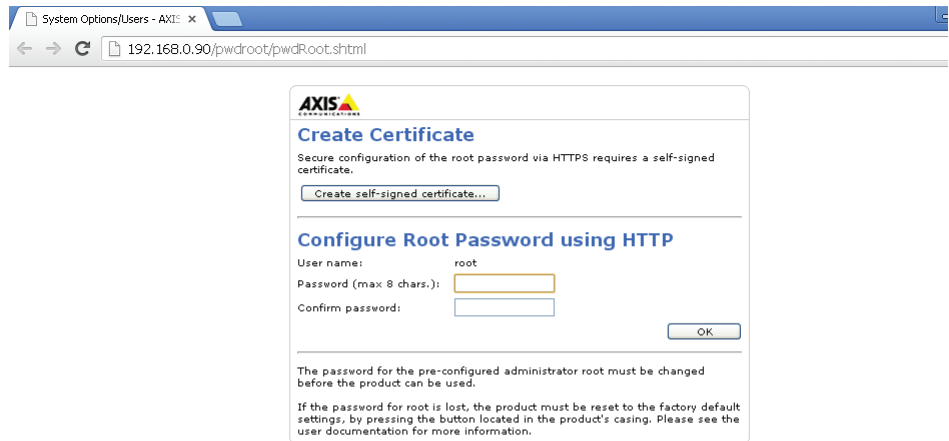 System Options/Users - AXIS
192.168.0.90/pwdroot/pwdRoot.shtml
AXIS
COMMUNICATIONS
Create Certificate
Secure configuration of the root password via HTTPS requires a self-signed
certificate.
Create self-signed certificate...
Configure Root Password using HTTP
User name: root
Password (max 8 chars.):
Confirm password:
OK
The password for the pre-configured administrator root must be changed
before the product can be used.
If the password for root is lost, the product must be reset to the factory default
settings, by pressing the button located in the product's casing. Please see the
user documentation for more information.